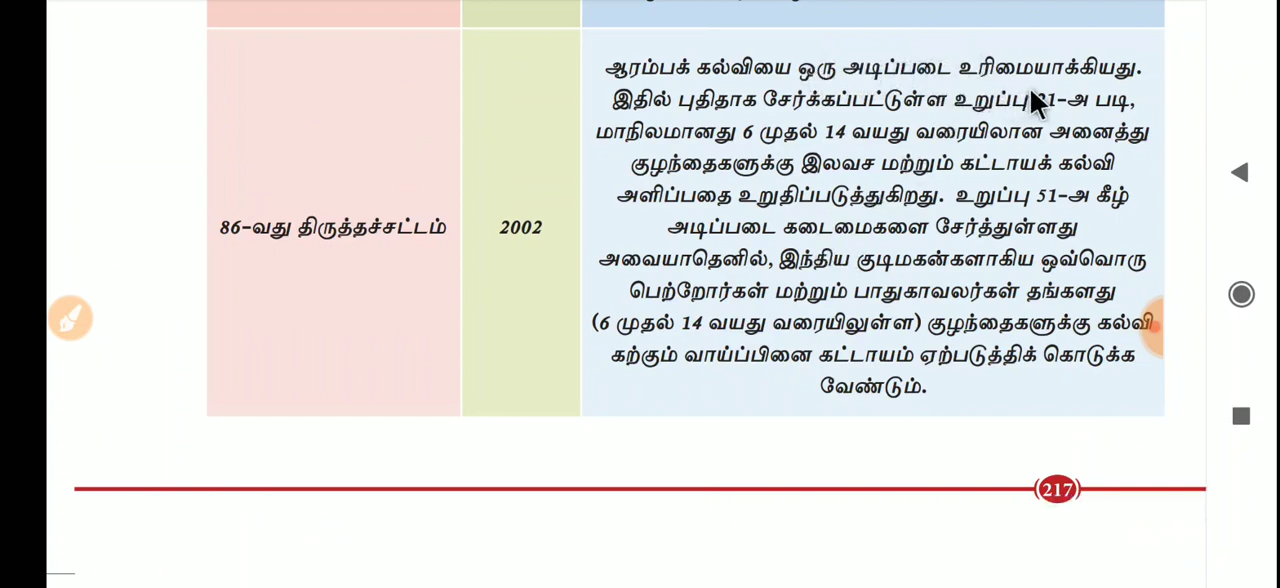 ஆரம்பக் கல்வியை ஒரு அடிப்படை உரிமையாக்கியது.
இதில் புதிதாக சேர்க்கப்பட்டுள்ள உறுப்பு 21-அ படி,
மாநிலமானது 6 முதல் 14 வயது வரையிலான அனைத்து
குழந்தைகளுக்கு இலவச மற்றும் கட்டாயக் கல்வி
அளிப்பதை உறுதிப்படுத்துகிறது. உறுப்பு 51-அ கீழ்
86-வது திருத்தச்சட்டம் 2002 அடிப்படை கடைமைகளை சேர்த்துள்ளது
அவையாதெனில், இந்திய குடிமகன்களாகிய ஒவ்வொரு
பெற்றோர்கள் மற்றும் பாதுகாவலர்கள் தங்களது
(6 முதல் 14 வயது வரையிலுள்ள) குழந்தைகளுக்கு கல்வி
கற்கும் வாய்ப்பினை கட்டாயம் ஏற்படுத்திக் கொடுக்க
வேண்டும்.
217